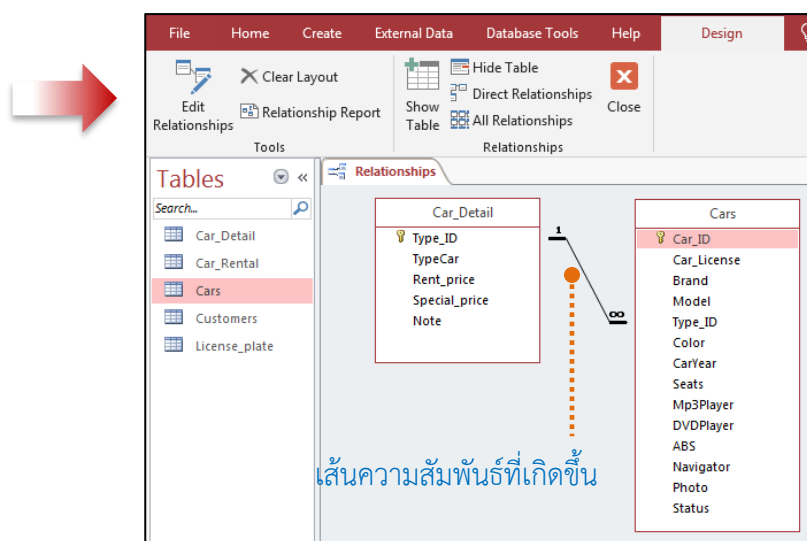 File Home Create External Data Database Tools Help Design
Edit Relationships
Clear Layout
Relationship Report
Tools
Show Table
Hide Table
Direct Relationships
All Relationships
Close
Relationships
Tables
Search...
Car_Detail
Car_Rental
Cars
Customers
License_plate
Relationships
Car_Detail
Type_ID
TypeCar
Rent_price
Special_price
Note
1
∞
Cars
Car_ID
Car_License
Brand
Model
Type_ID
Color
CarYear
Seats
Mp3Player
DVDPlayer
ABS
Navigator
Photo
Status
เส้นความสัมพันธ์ที่เกิดขึ้น